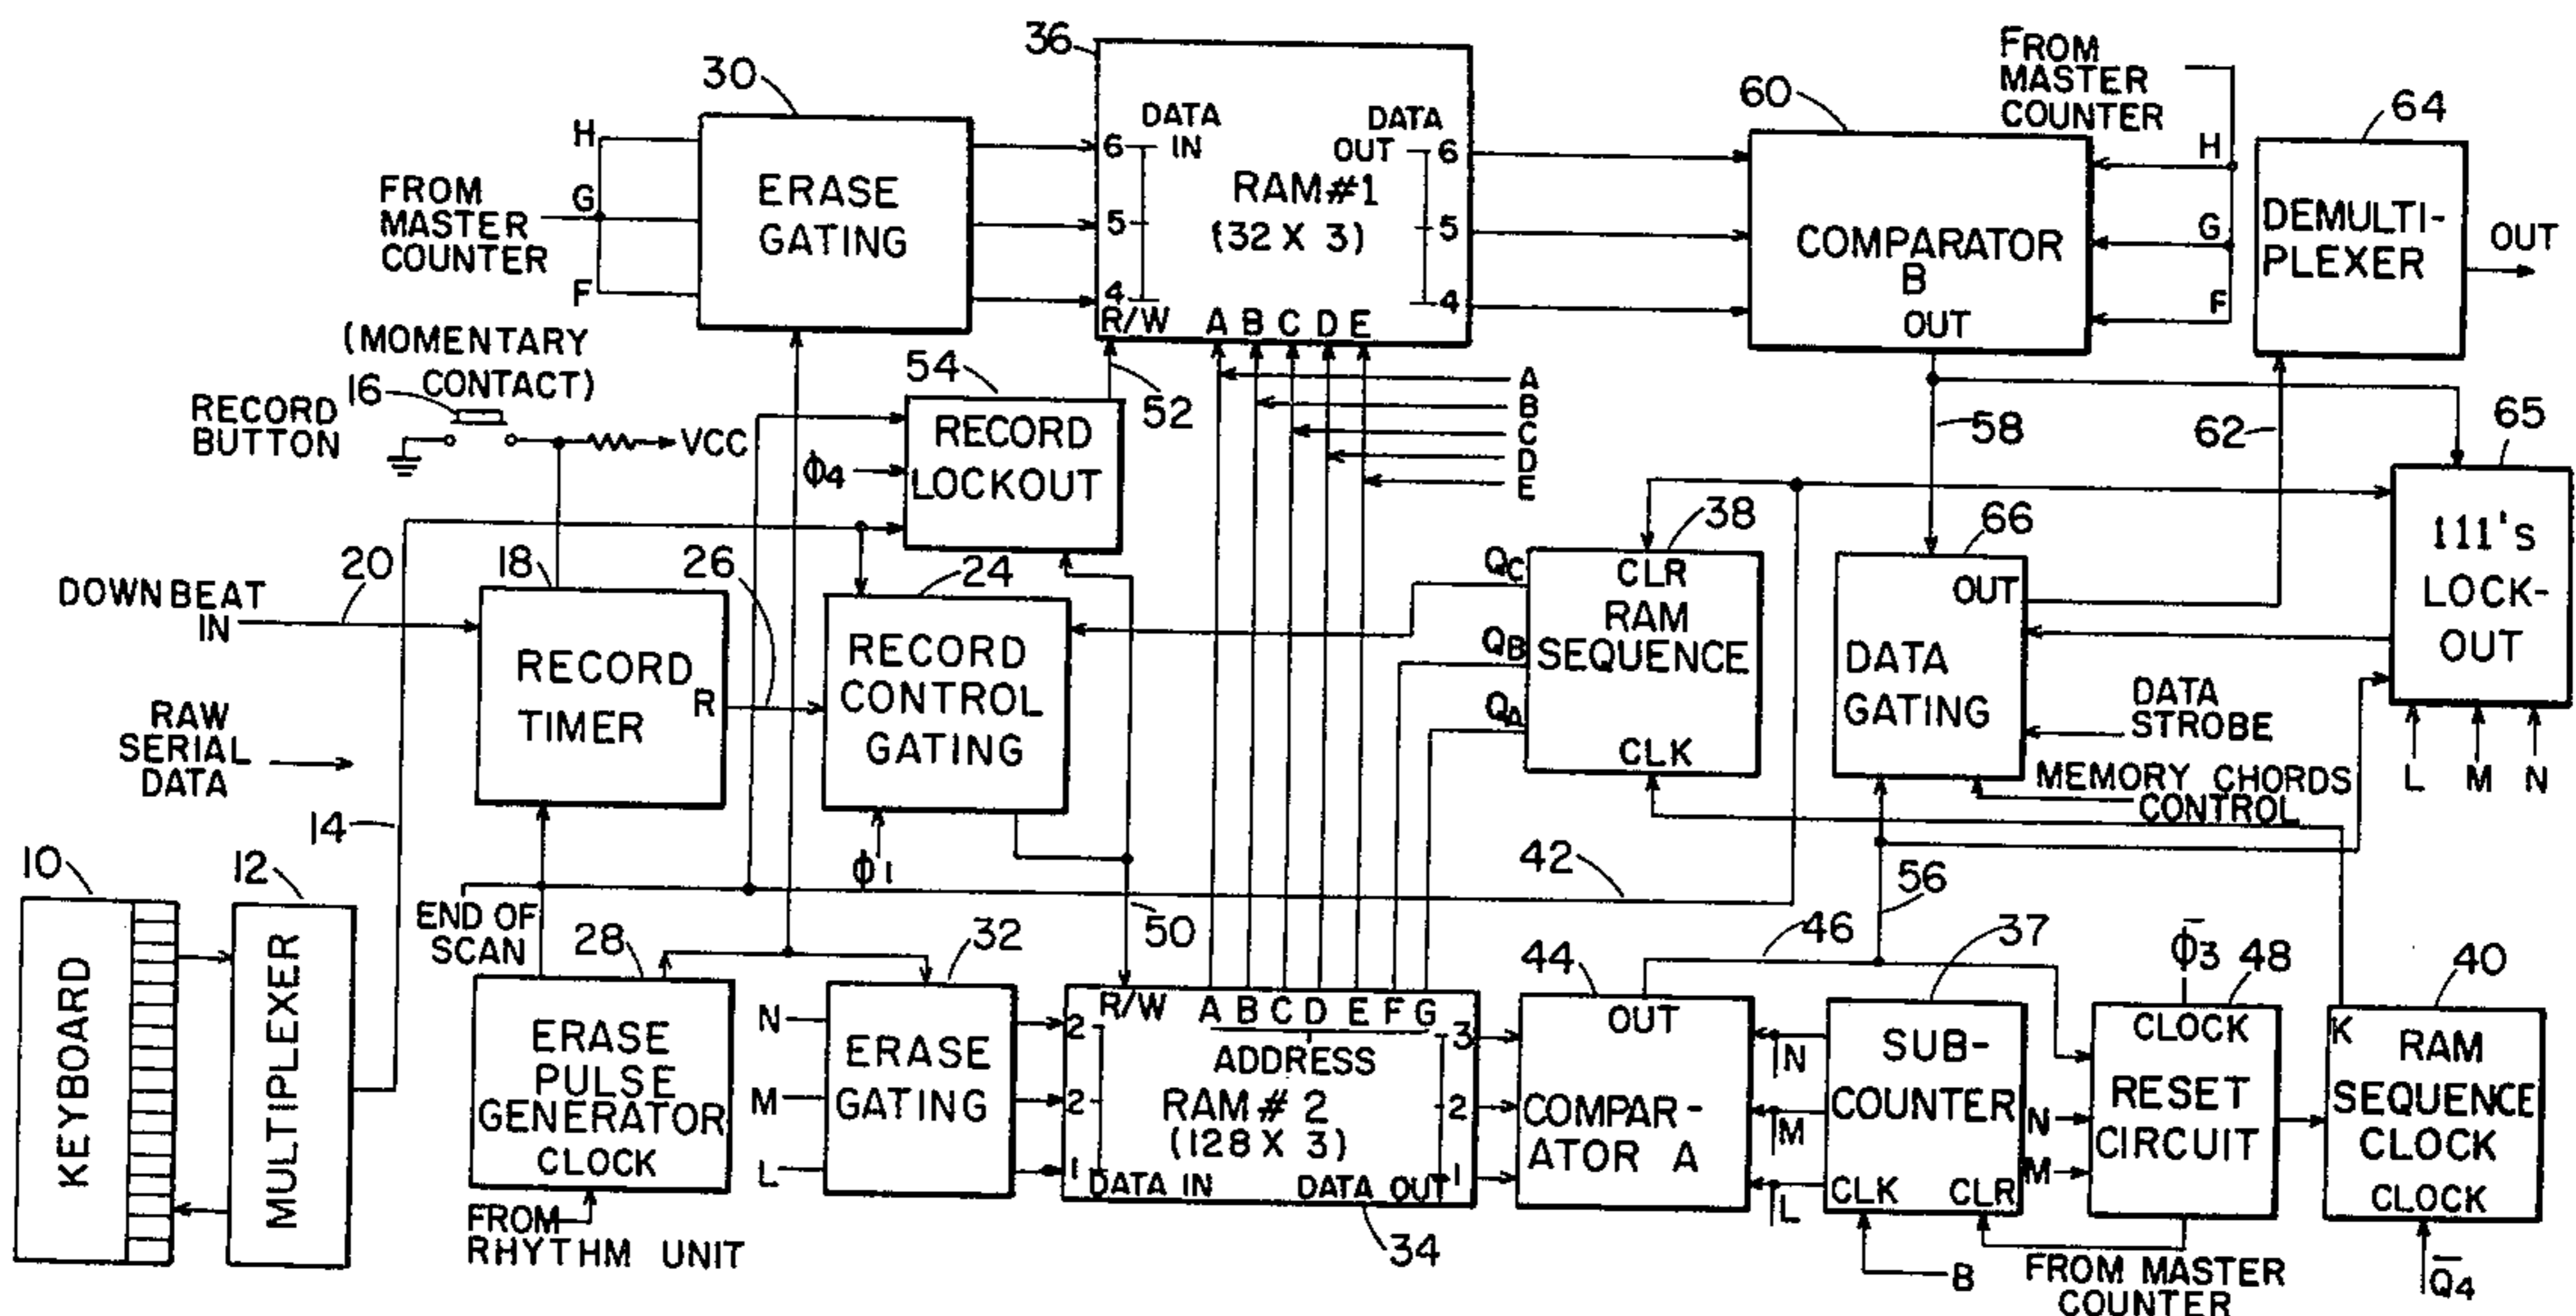 36
30
H
G
F
FROM
MASTER
COUNTER
ERASE
GATING
DATA
IN
6
5
4
R/W
DATA
OUT
6
5
4
RAM#1
(32 X 3)
A B C D E
60
COMPARATOR
B
OUT
FROM
MASTER
COUNTER
H
G
F
64
DEMULTI-
PLEXER
OUT
(MOMENTARY
CONTACT)
16
RECORD
BUTTON
VCC
54
RECORD
LOCKOUT
ϕ4
52
A
B
C
D
E
58
62
65
111's
LOCK-
OUT
L M N
DOWNBEAT
IN
20
18
RECORD
TIMER
R
26
24
RECORD
CONTROL
GATING
ϕ1
QC
QB
QA
38
CLR
RAM
SEQUENCE
CLK
66
OUT
DATA
GATING
DATA
STROBE
MEMORY CHORDS
CONTROL
RAW
SERIAL
DATA
14
10
KEYBOARD
12
MULTIPLEXER
END OF
SCAN
28
ERASE
PULSE
GENERATOR
CLOCK
FROM
RHYTHM UNIT
32
N
M
L
ERASE
GATING
50
42
R/W A B C D E F G
ADDRESS
RAM # 2
(128 X 3)
2
2
1
DATA IN
3
2
1
DATA OUT
34
44
OUT
COMPAR-
ATOR A
46
56
N
M
L
37
SUB-
COUNTER
CLK CLR
B
FROM MASTER
COUNTER
ϕ̄3
48
CLOCK
RESET
CIRCUIT
N
M
40
K
RAM
SEQUENCE
CLOCK
CLOCK
Q̄4